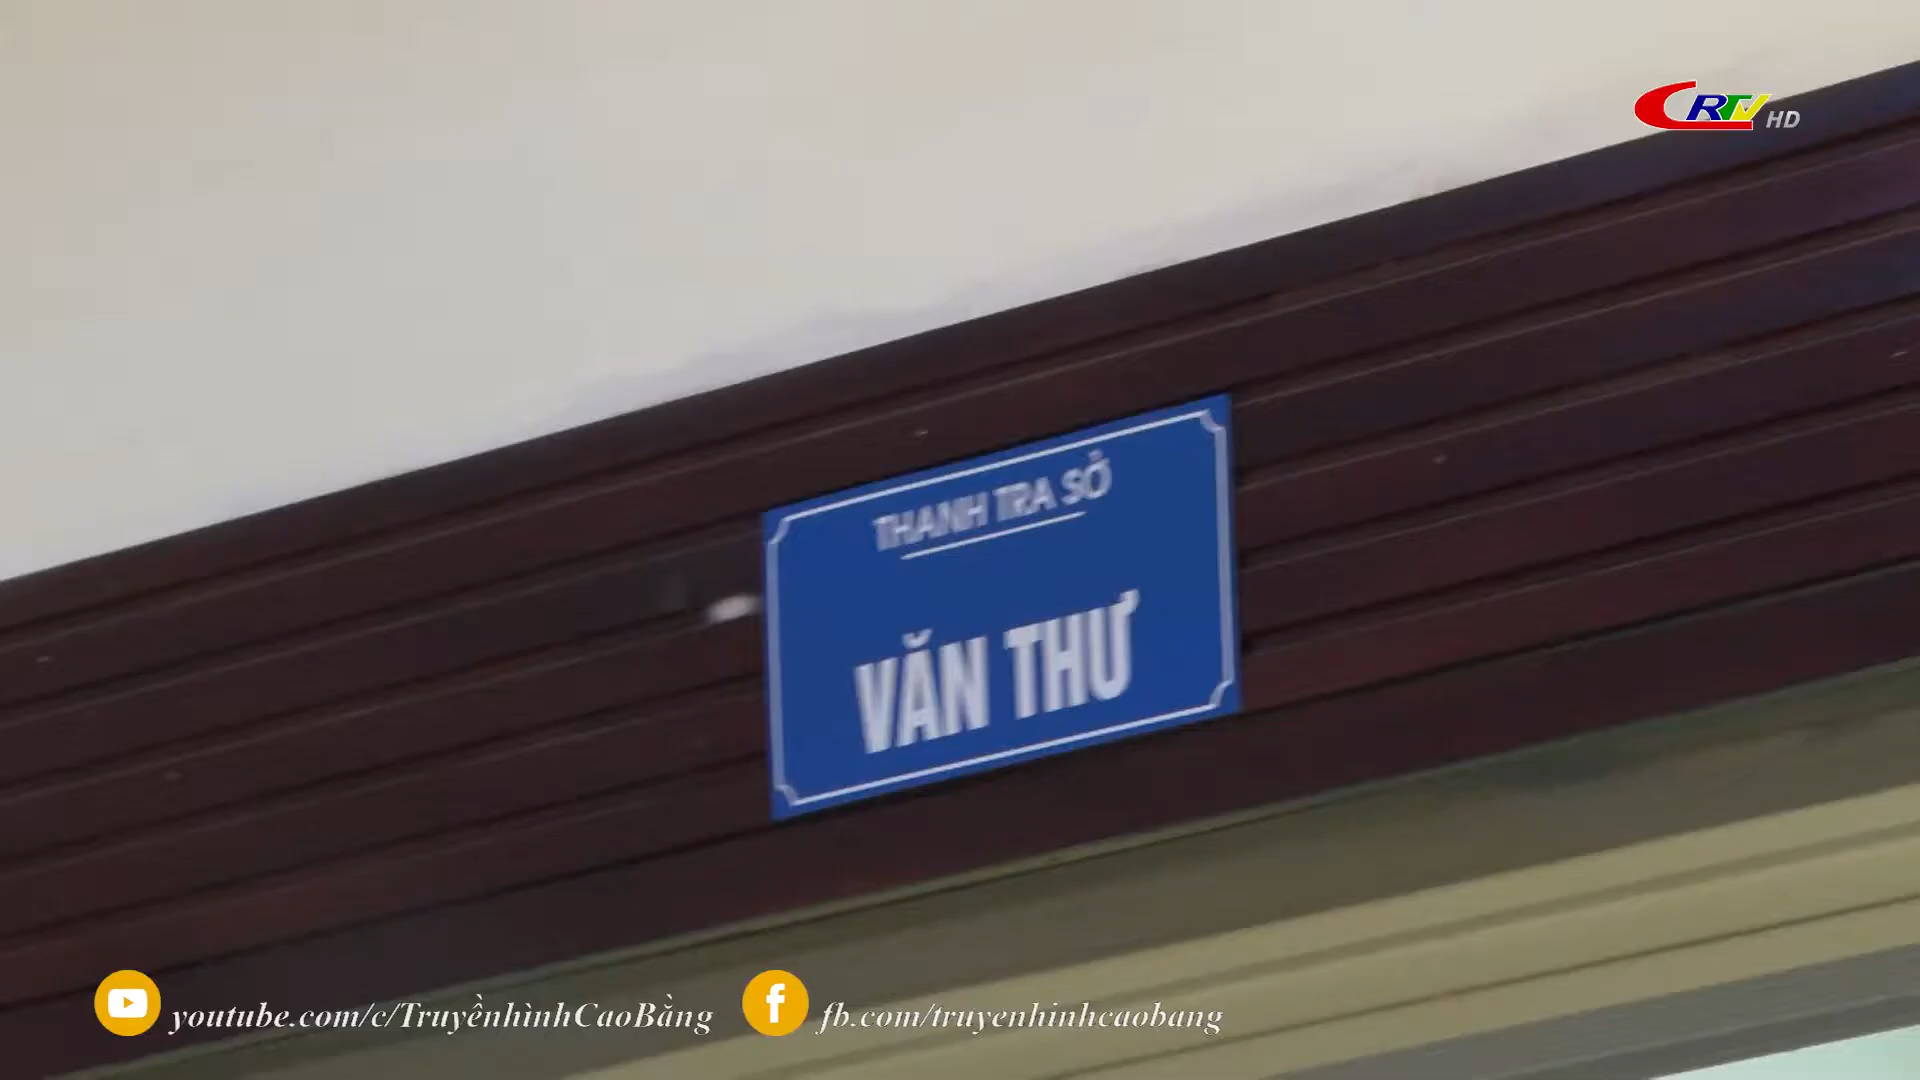 CRTV HD
THANH TRA SỞ
VĂN THƯ
youtube.com/c/TruyềnhìnhCaoBằng
fb.com/truyenhinhcaobang